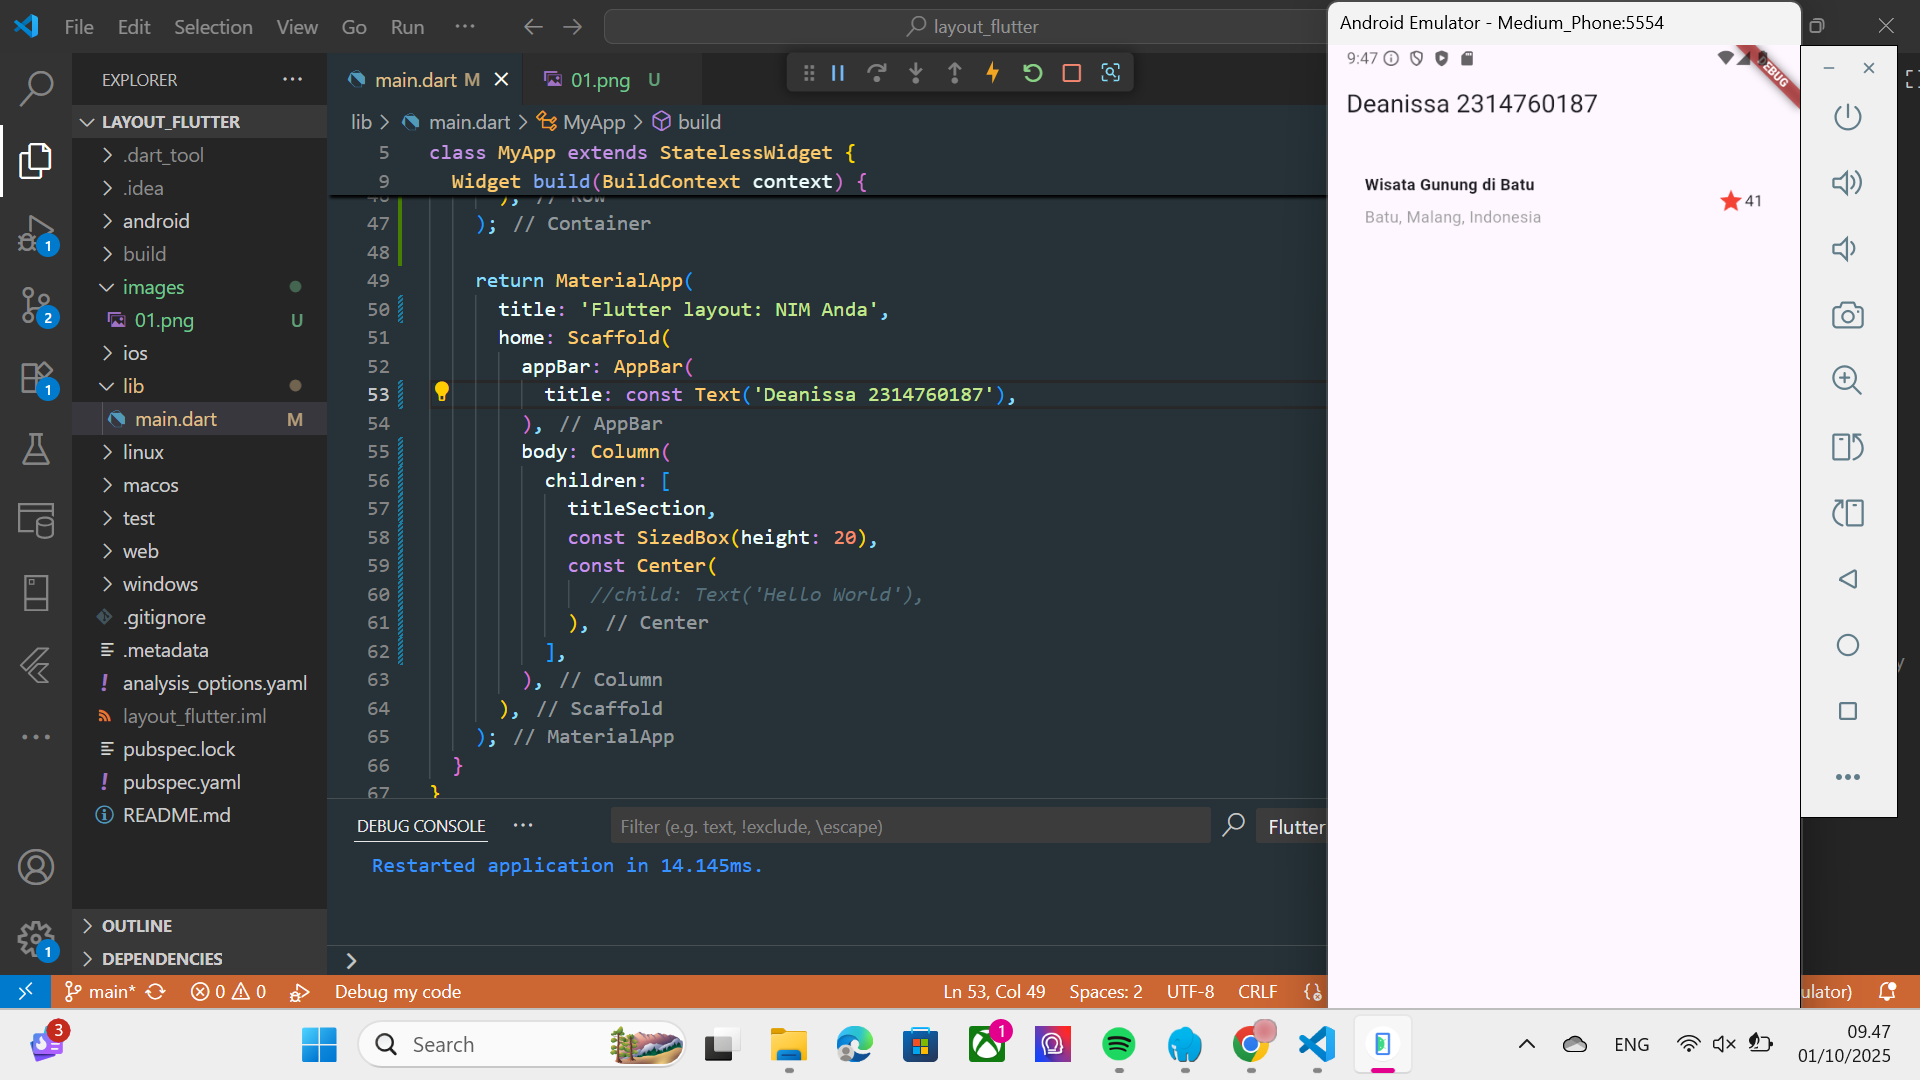 File Edit Selection View Go Run ···
layout_flutter
EXPLORER
LAYOUT_FLUTTER
.dart_tool
.idea
android
build
images
01.png U
ios
lib
main.dart M
linux
macos
test
web
windows
.gitignore
.metadata
analysis_options.yaml
layout_flutter.iml
pubspec.lock
pubspec.yaml
README.md
OUTLINE
DEPENDENCIES
1
2
1
1
main.dart M
01.png U
lib > main.dart > MyApp > build
5 class MyApp extends StatelessWidget {
9 Widget build(BuildContext context) {
46 ), // Row
47 ); // Container
48
49 return MaterialApp(
50 title: 'Flutter layout: NIM Anda',
51 home: Scaffold(
52 appBar: AppBar(
53 title: const Text('Deanissa 2314760187'),
54 ), // AppBar
55 body: Column(
56 children: [
57 titleSection,
58 const SizedBox(height: 20),
59 const Center(
60 //child: Text('Hello World'),
61 ), // Center
62 ],
63 ), // Column
64 ), // Scaffold
65 ); // MaterialApp
66 }
67 }
DEBUG CONSOLE ···
Filter (e.g. text, !exclude, \escape)
Flutter
Restarted application in 14.145ms.
main* 0 0 Debug my code
Ln 53, Col 49 Spaces: 2 UTF-8 CRLF
ulator)
Android Emulator - Medium_Phone:5554
9:47
DEBUG
Deanissa 2314760187
Wisata Gunung di Batu
Batu, Malang, Indonesia
41
3
Search
1
ENG
09.47
01/10/2025